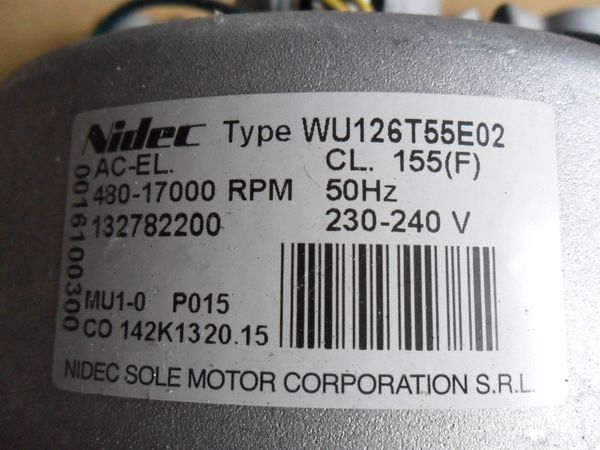 Nidec Type WU126T55E02
AC-EL. CL. 155(F)
480-17000 RPM 50Hz
132782200 230-240 V
MU1-0 P015
CO 142K1320.15
NIDEC SOLE MOTOR CORPORATION S.R.L.
0016100300